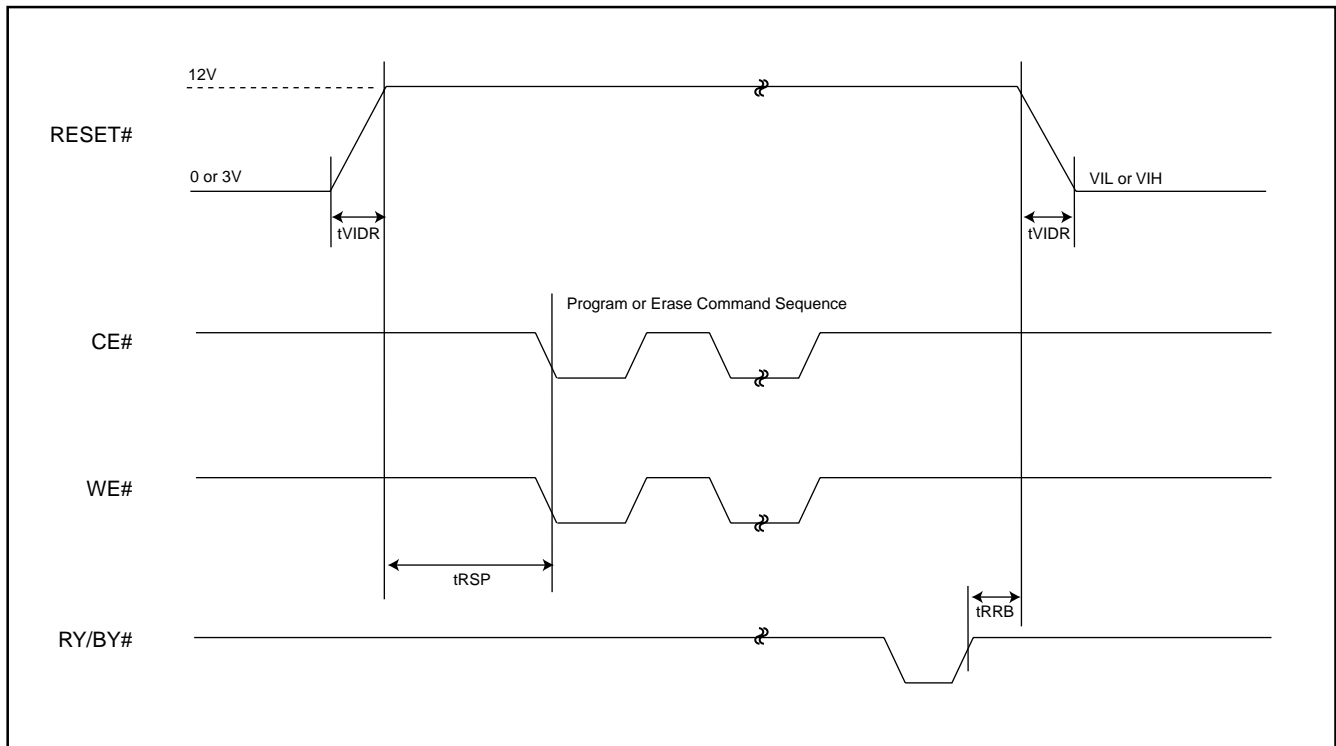 12V
RESET#
0 or 3V
VIL or VIH
tVIDR
tVIDR
Program or Erase Command Sequence
CE#
WE#
tRSP
tRRB
RY/BY#